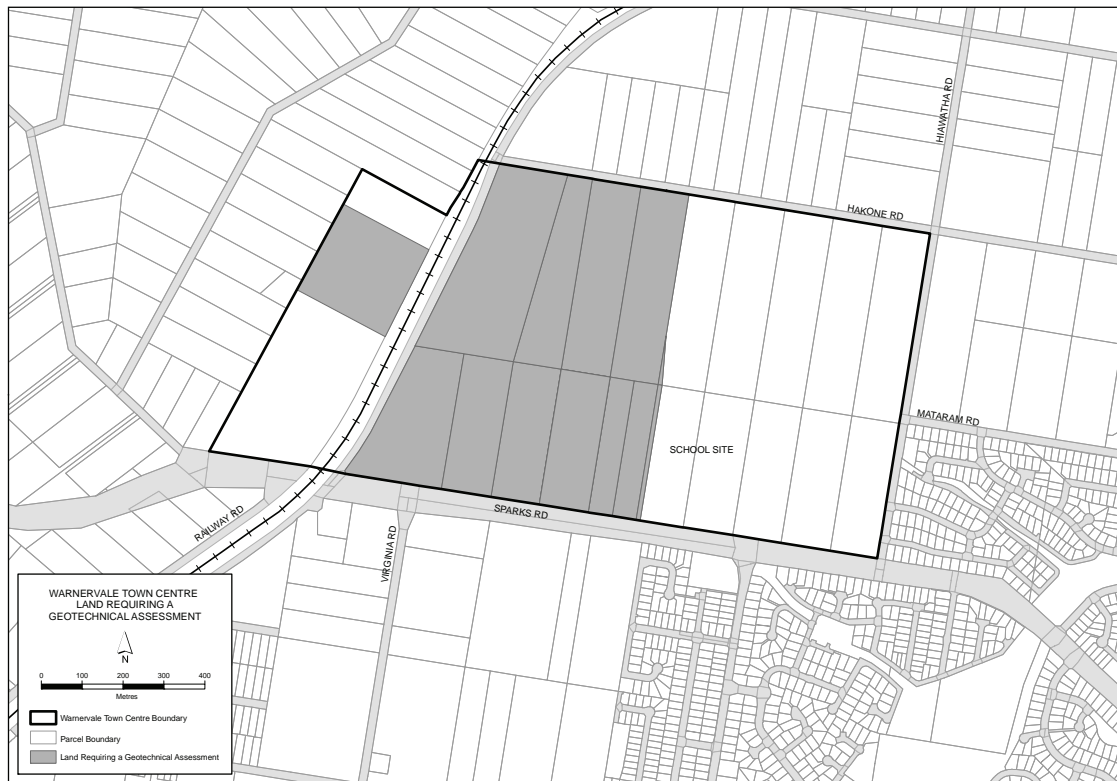 HIAWATHA RD
HAKONE RD
MATARAM RD
SCHOOL SITE
SPARKS RD
RAILWAY RD
VIRGINIA RD
WARNERVALE TOWN CENTRE
LAND REQUIRING A
GEOTECHNICAL ASSESSMENT
N
0 100 200 300 400
Metres
Warnervale Town Centre Boundary
Parcel Boundary
Land Requiring a Geotechnical Assessment